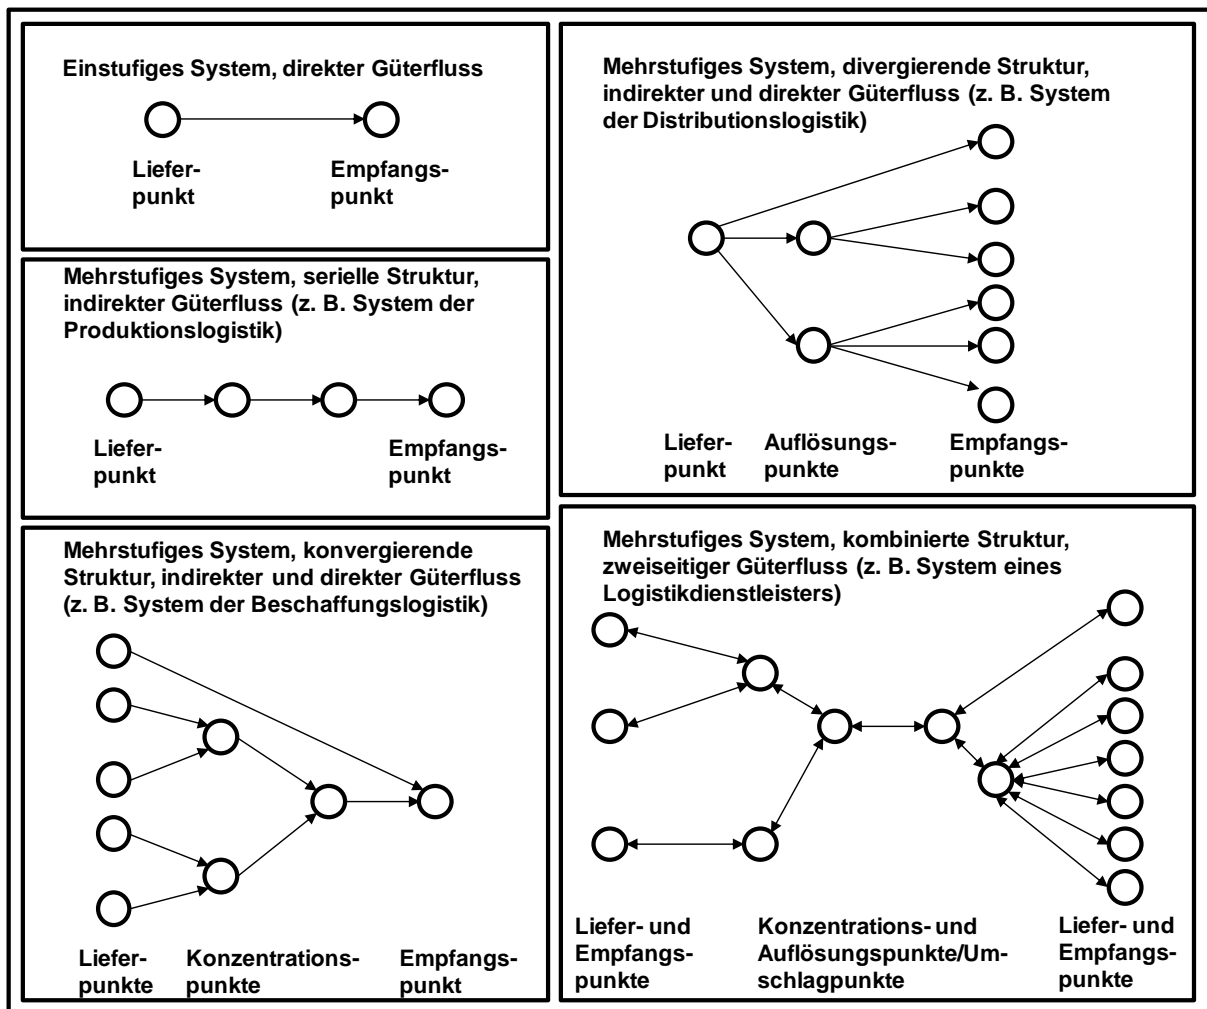 Einstufiges System, direkter Güterfluss
Liefer-
punkt
Empfangs-
punkt
Mehrstufiges System, serielle Struktur,
indirekter Güterfluss (z. B. System der
Produktionslogistik)
Liefer-
punkt
Empfangs-
punkt
Mehrstufiges System, konvergierende
Struktur, indirekter und direkter Güterfluss
(z. B. System der Beschaffungslogistik)
Liefer-
punkte
Konzentrations-
punkte
Empfangs-
punkt
Mehrstufiges System, divergierende Struktur,
indirekter und direkter Güterfluss (z. B. System
der Distributionslogistik)
Liefer-
punkt
Auflösungs-
punkte
Empfangs-
punkte
Mehrstufiges System, kombinierte Struktur,
zweiseitiger Güterfluss (z. B. System eines
Logistikdienstleisters)
Liefer- und
Empfangs-
punkte
Konzentrations- und
Auflösungspunkte/Um-
schlagpunkte
Liefer- und
Empfangs-
punkte